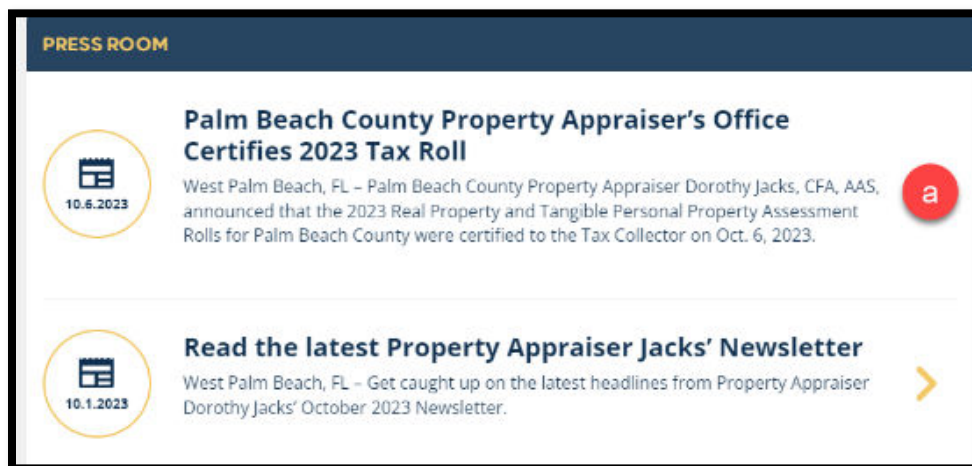 PRESS ROOM
Palm Beach County Property Appraiser's Office
Certifies 2023 Tax Roll
West Palm Beach, FL – Palm Beach County Property Appraiser Dorothy Jacks, CFA, AAS,
announced that the 2023 Real Property and Tangible Personal Property Assessment
Rolls for Palm Beach County were certified to the Tax Collector on Oct. 6, 2023.
10.6.2023
a
Read the latest Property Appraiser Jacks' Newsletter
West Palm Beach, FL – Get caught up on the latest headlines from Property Appraiser
Dorothy Jacks' October 2023 Newsletter.
10.1.2023